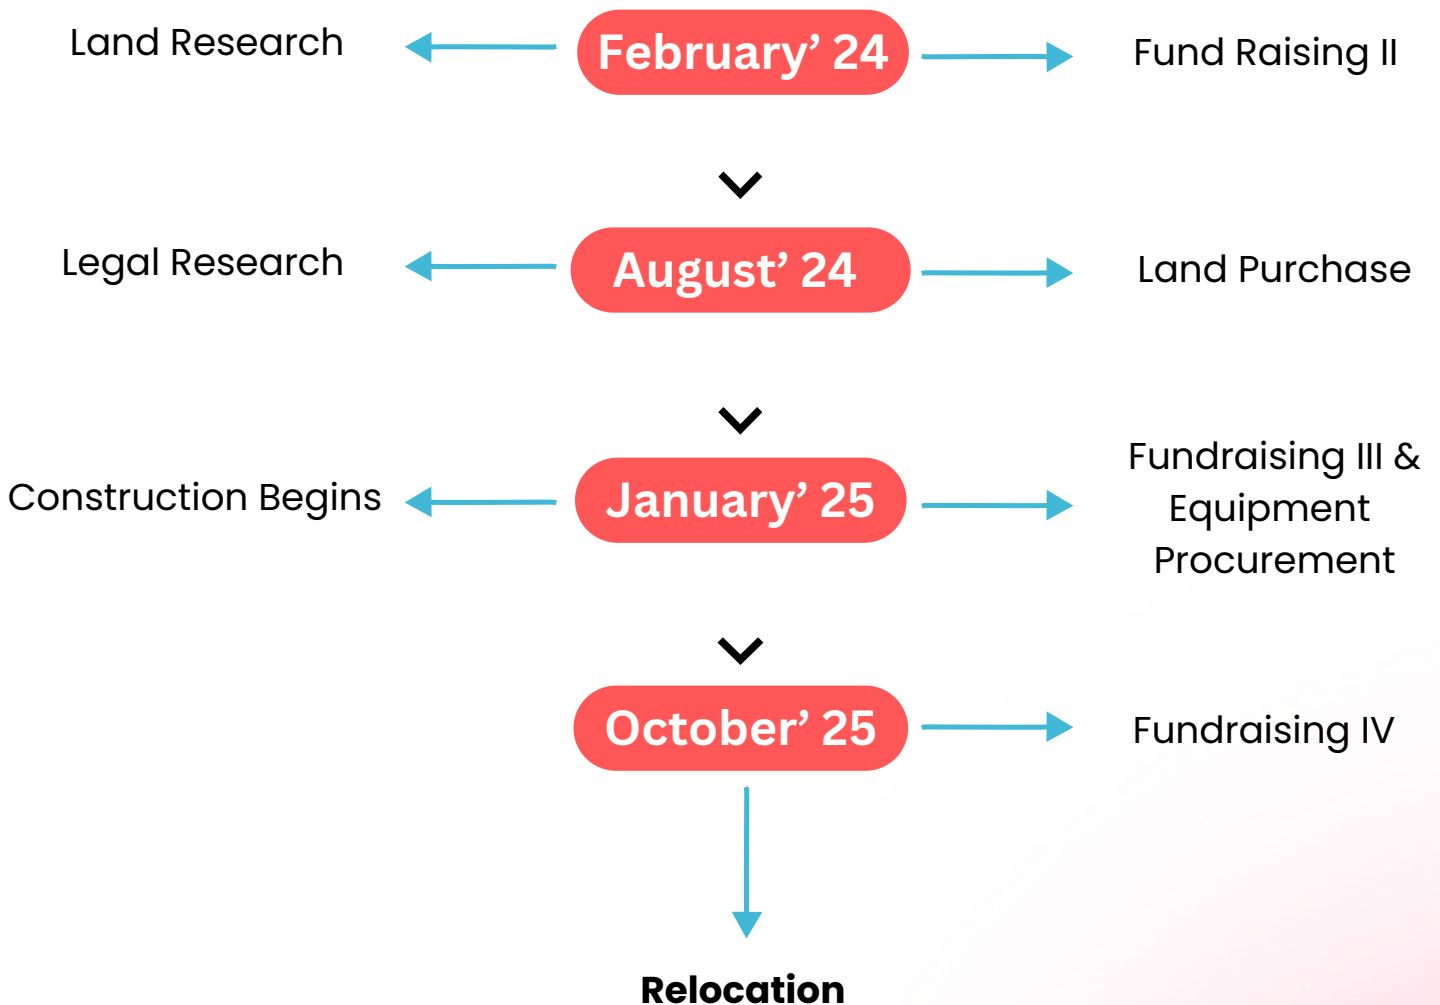 Land Research
February’ 24
Fund Raising II
Legal Research
August’ 24
Land Purchase
Construction Begins
January’ 25
Fundraising III &
Equipment
Procurement
October’ 25
Fundraising IV
Relocation